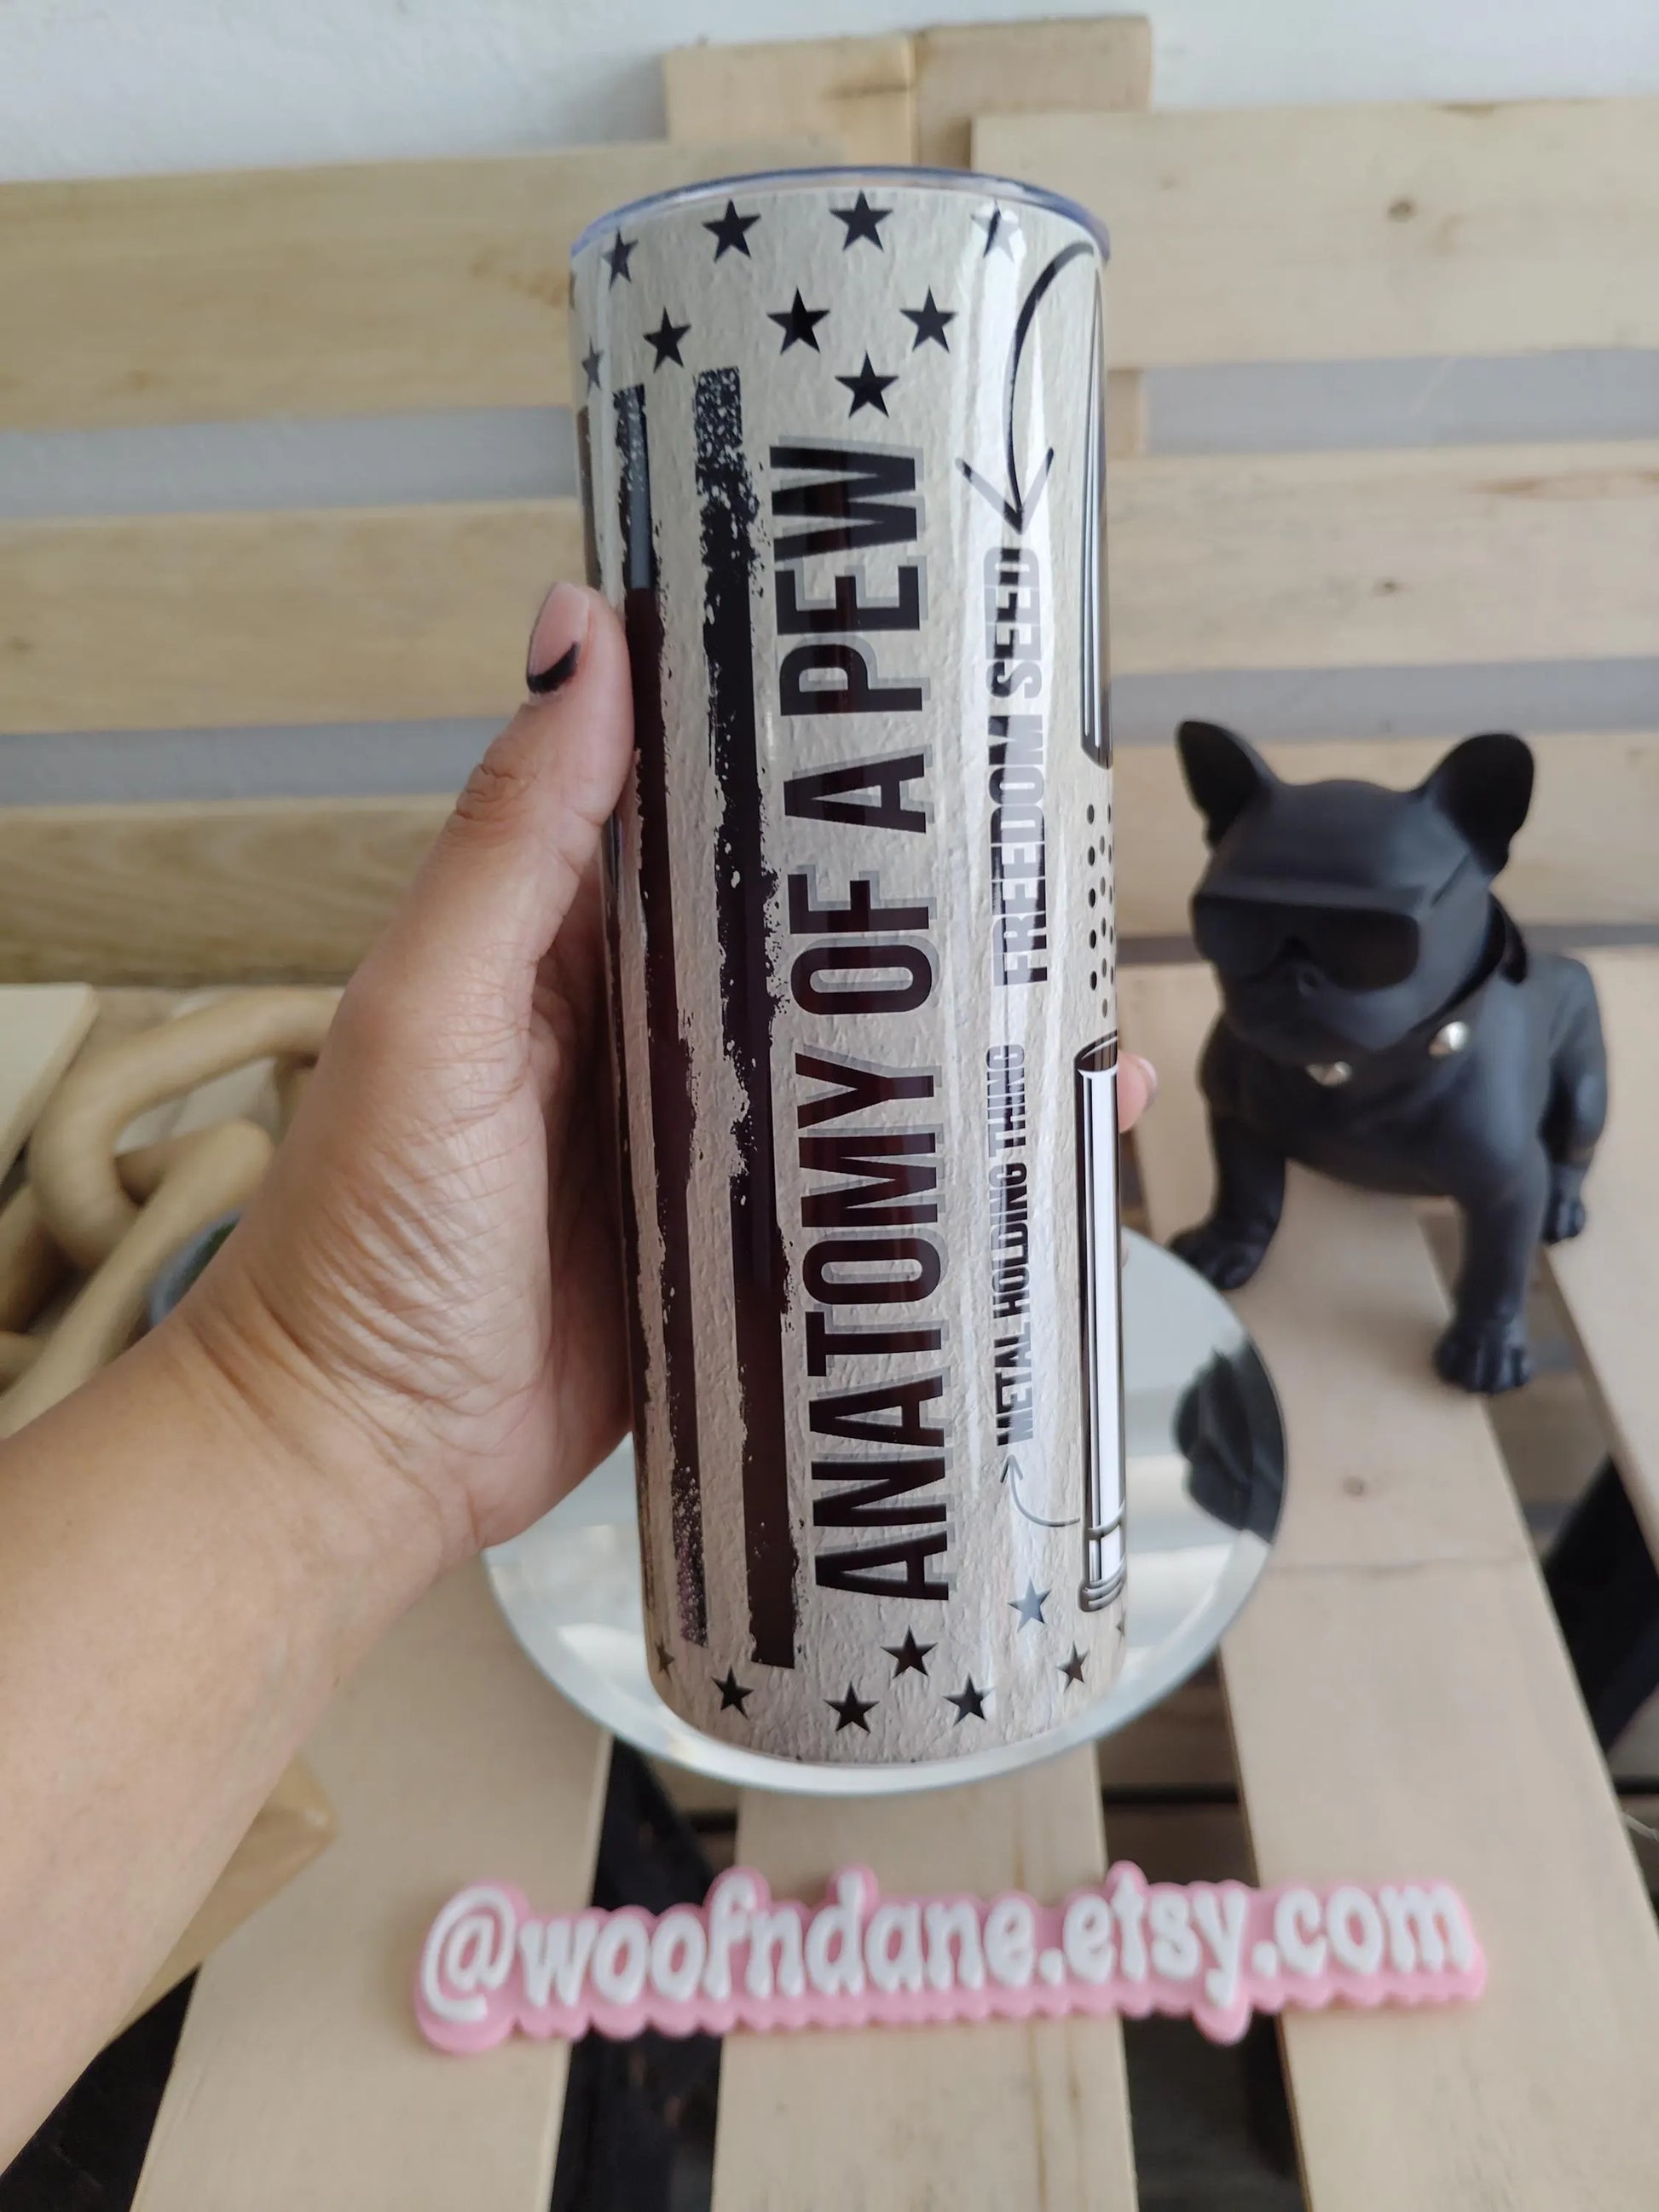 ANATOMY OF A PEW
FREEDOM SEED
METAL HOLDING THING
@woofndane.etsy.com